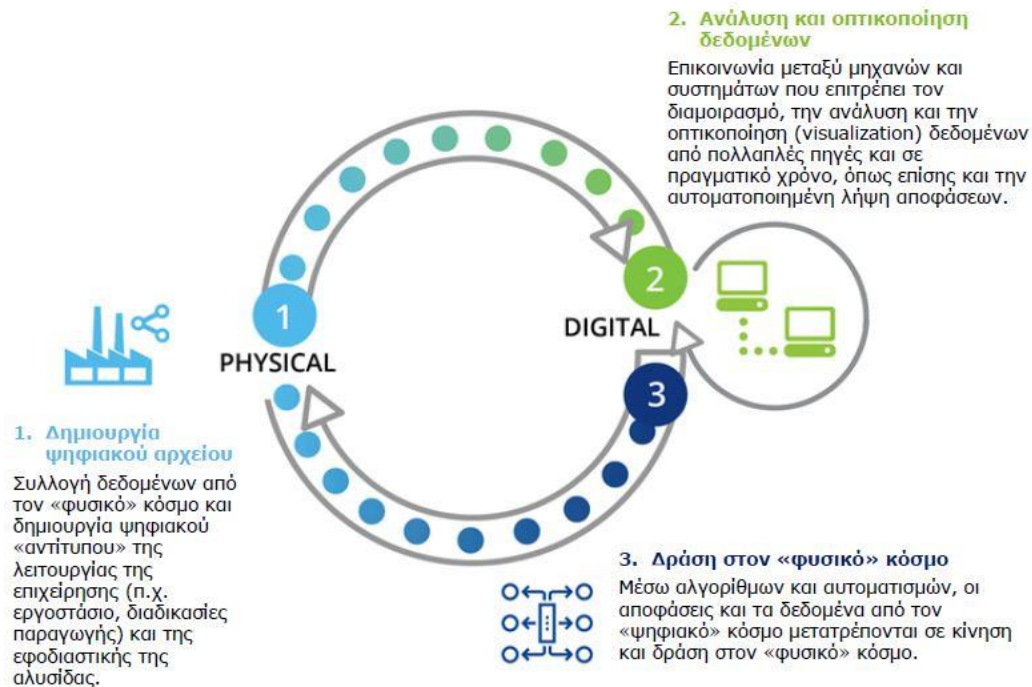 2. Ανάλυση και οπτικοποίηση
δεδομένων
Επικοινωνία μεταξύ μηχανών και
συστημάτων που επιτρέπει τον
διαμοιρασμό, την ανάλυση και την
οπτικοποίηση (visualization) δεδομένων
από πολλαπλές πηγές και σε
πραγματικό χρόνο, όπως επίσης και την
αυτοματοποιημένη λήψη αποφάσεων.
1
PHYSICAL
2
DIGITAL
3
1. Δημιουργία
ψηφιακού αρχείου
Συλλογή δεδομένων από
τον «φυσικό» κόσμο και
δημιουργία ψηφιακού
«αντίτυπου» της
λειτουργίας της
επιχείρησης (π.χ.
εργοστάσιο, διαδικασίες
παραγωγής) και της
εφοδιαστικής της
αλυσίδας.
3. Δράση στον «φυσικό» κόσμο
Μέσω αλγορίθμων και αυτοματισμών, οι
αποφάσεις και τα δεδομένα από τον
«ψηφιακό» κόσμο μετατρέπονται σε κίνηση
και δράση στον «φυσικό» κόσμο.